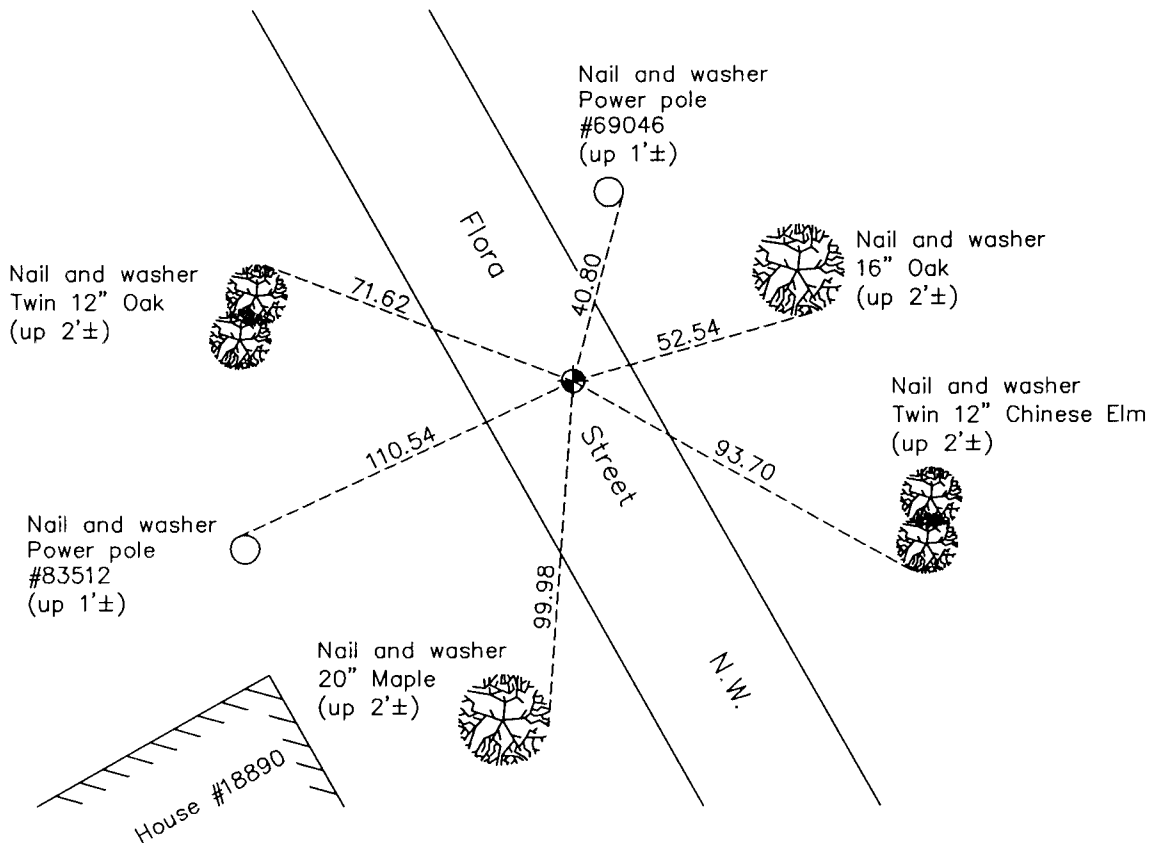 Nail and washer
Power pole
#69046
(up 1'±)
Flora
Nail and washer
16" Oak
(up 2'±)
Nail and washer
Twin 12" Oak
(up 2'±)
71.62
40.80
52.54
Nail and washer
Twin 12" Chinese Elm
(up 2'±)
110.54
Street
93.70
Nail and washer
Power pole
#83512
(up 1'±)
99.98
Nail and washer
20" Maple
(up 2'±)
N.W.
House #18890